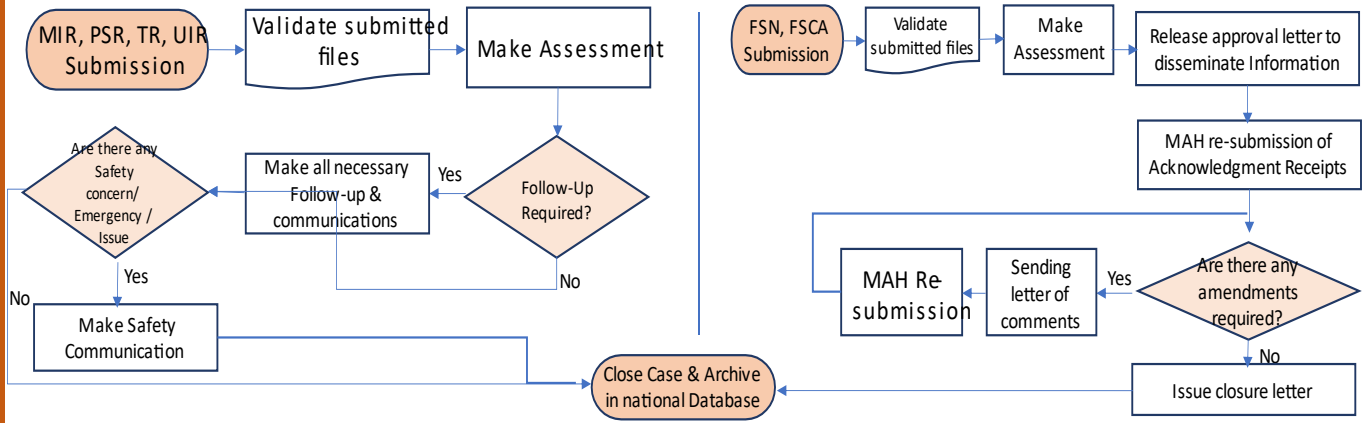 MIR, PSR, TR, UIR
Submission
Validate submitted
files
Make Assessment
Follow-Up
Required?
Yes
No
Make all necessary
Follow-up &
communications
Are there any
Safety
concern/
Emergency /
Issue
Yes
No
Make Safety
Communication
Close Case & Archive
in national Database
FSN, FSCA
Submission
Validate
submitted files
Make
Assessment
Release approval letter to
disseminate Information
MAH re-submission of
Acknowledgment Receipts
Are there any
amendments
required?
Yes
Sending
letter of
comments
MAH Re-
submission
No
Issue closure letter